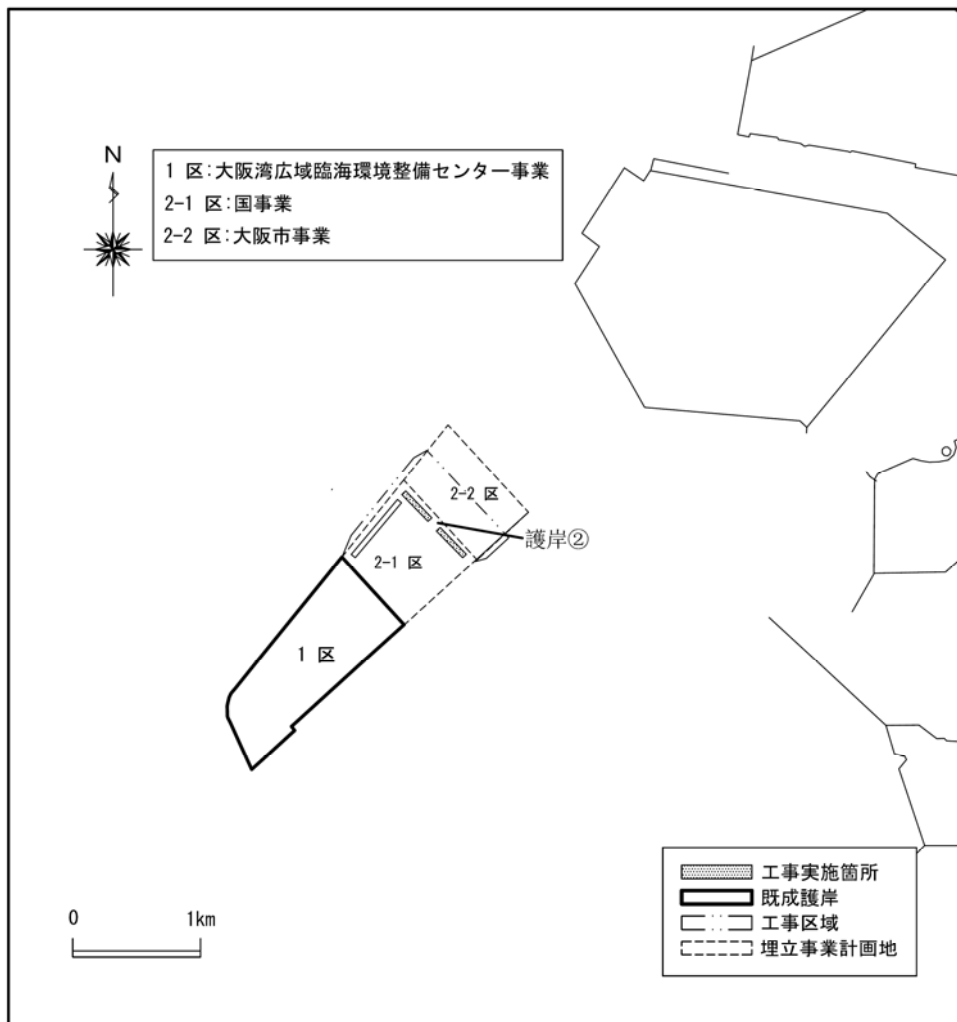 N
1 区:大阪湾広域臨海環境整備センター事業
2-1 区:国事業
2-2 区:大阪市事業
2-2 区
護岸②
2-1 区
1 区
0 1km
工事実施箇所
既成護岸
工事区域
埋立事業計画地